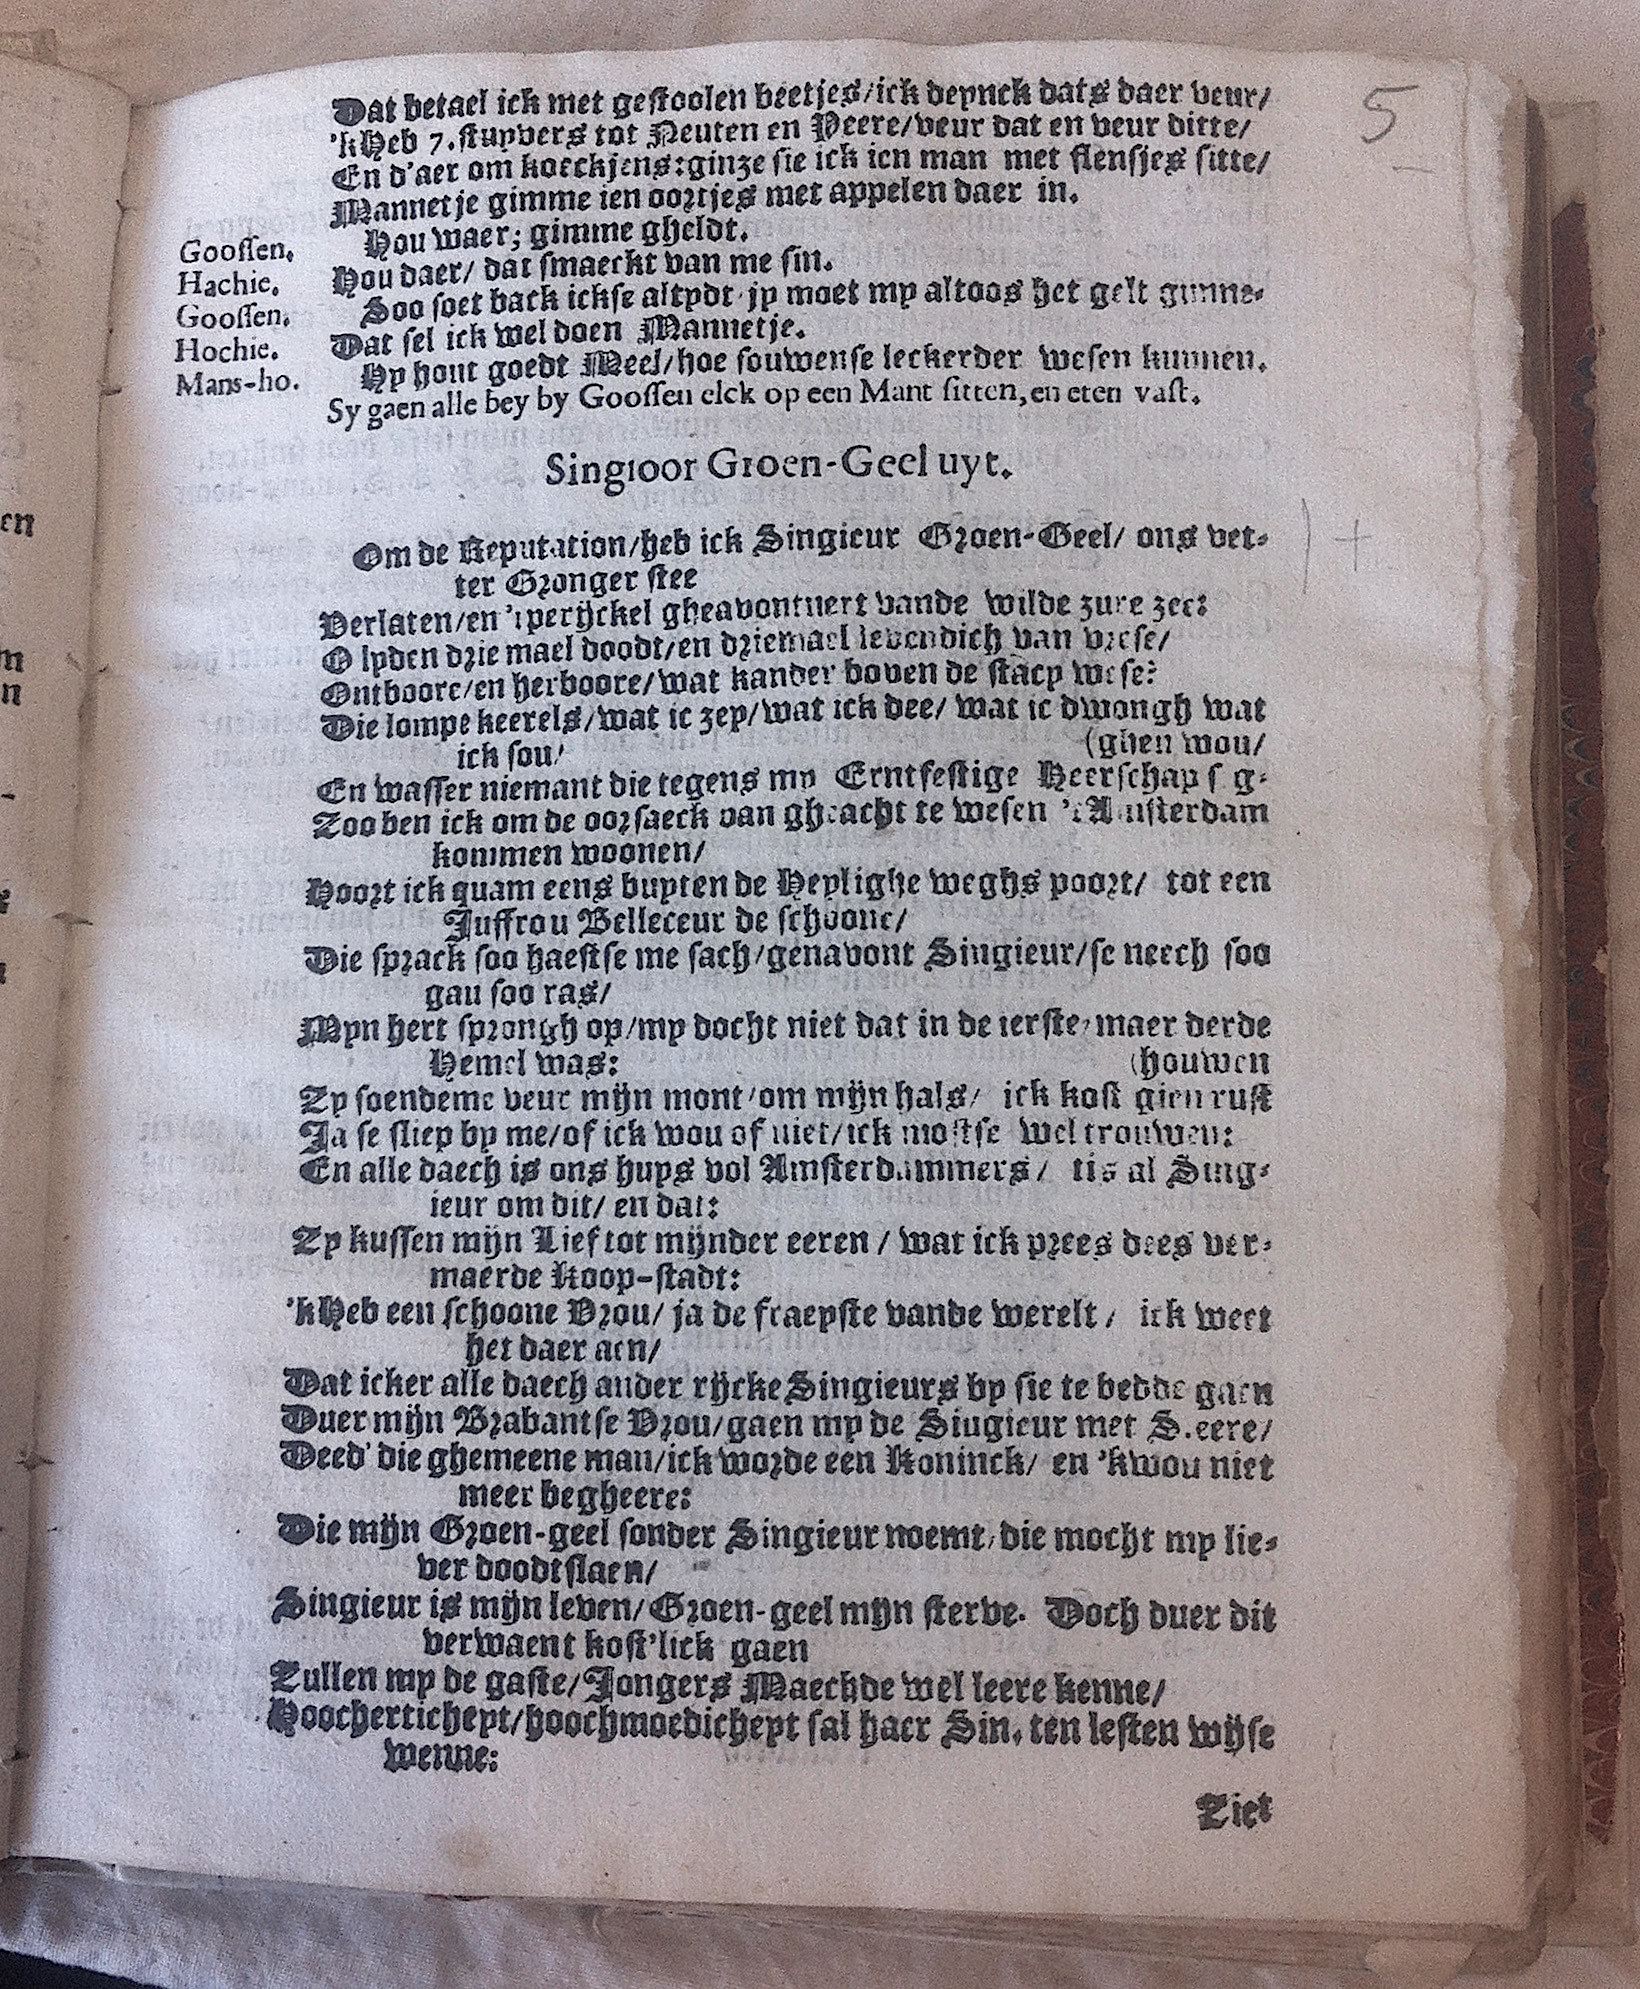 5
Dat betael ick met gestoolen beetjes/ick deynck dats daer veur/
'kHeb 7. stuyvers tot Neuten en Peere/veur dat en veur ditte/
En d'aer om koeckjens: ginze sie ick ien man met flensjes sitte/
Mannetje gimme ien oortjes met appelen daer in.
Goossen. Hou waer; gimme gheldt.
Hachie. Hou daer/ dat smaeckt van me sin.
Goossen. Soo soet back ickse altydt jy moet my altoos het gelt gunne-
Hochie. Dat sel ick wel doen Mannetje.
Mans-ho. Hy hout goedt Meel/hoe souwense leckerder wesen kunnen.
Sy gaen alle bey by Goossen elck op een Mant sitten, en eten vast.
Singioor Groen-Geel uyt.
Om de Reputation/heb ick Singieur Groen-Geel/ ons vet-
ter Gronger stee
Verlaten/en 't perijckel gheavontuert vande wilde zure zee:
O lyden drie mael doodt/en driemael levendich van vrese/
Ontboore/en herboore/wat kander boven de stacy wese?
Die lompe keerels/wat ic zey/wat ick dee/ wat ic dwongh wat
ick sou/ (ghen wou/
En wasser niemant die tegens my Erntfestige Heerschap s g-
Zoo ben ick om de oorsaeck van gheacht te wesen 't Amsterdam
kommen woonen/
Hoort ick quam eens buyten de Heylighe weghs poort/ tot een
Juffrou Belleceur de schoone/
Die sprack soo haestse me sach/genavont Singieur/se neech soo
gau soo ras/
Myn hert sprongh op/my docht niet dat in de ierste/maer derde
Hemel was: (houwen
Zy soendeme veur mijn mont/om mijn hals/ ick kost gien rust
Ja se sliep by me/of ick wou of niet/ick mostse wel trouwen:
En alle daech is ons huys vol Amsterdammers/ tis al Sing-
ieur om dit/ en dat:
Zy kussen mijn Lief tot mijnder eeren/ wat ick prees dees ver-
maerde Koop-stadt:
'kHeb een schoone Vrou/ ja de fraeyste vande werelt/ ick weet
het daer aen/
Dat icker alle daech ander rijcke Singieurs by sie te bedde gaen
Duer mijn Brabantse Vrou/gaen my de Singieur met S.eere/
Deed' die ghemeene man/ick worde een Koninck/ en 'kwou niet
meer begheere:
Die mijn Groen-geel sonder Singieur noemt/die mocht my lie-
ver doodtslaen/
Singieur is mijn leven/Groen-geel mijn sterve. Doch duer dit
verwaent kost'lick gaen
Zullen my de gaste/Jongers Maechde wel leere kenne/
Hoochertichept/hoochmoedichept sal haer Sin. ten lesten wijse
wenne:
Ziet